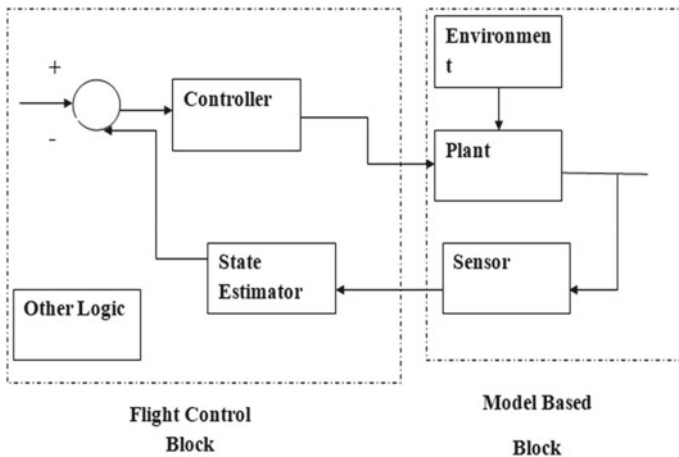 +
-
Controller
State
Estimator
Other Logic
Flight Control
Block
Environmen
t
Plant
Sensor
Model Based
Block